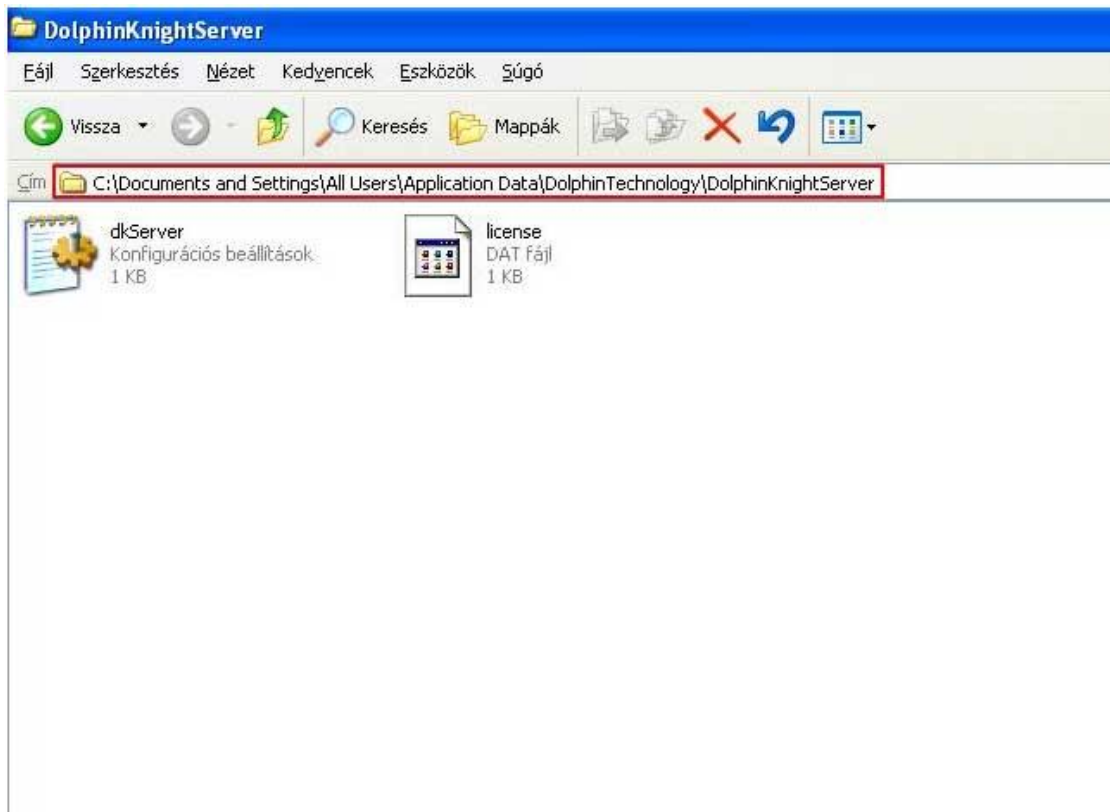 DolphinKnightServer
Fájl Szerkesztés Nézet Kedvencek Eszközök Súgó
Vissza Keresés Mappák
Cím C:\Documents and Settings\All Users\Application Data\DolphinTechnology\DolphinKnightServer
dkServer
Konfigurációs beállítások
1 KB
license
DAT fájl
1 KB